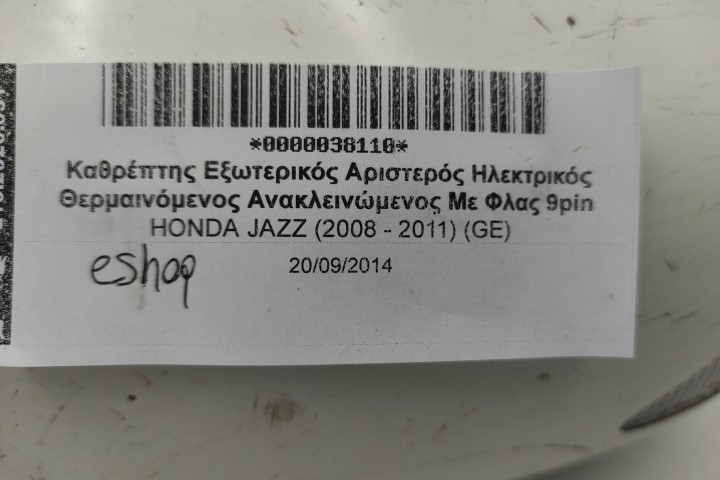 *0000038110*
Καθρέπτης Εξωτερικός Αριστερός Ηλεκτρικός
Θερμαινόμενος Ανακλεινώμενος Με Φλας 9pin
HONDA JAZZ (2008 - 2011) (GE)
eshop
20/09/2014